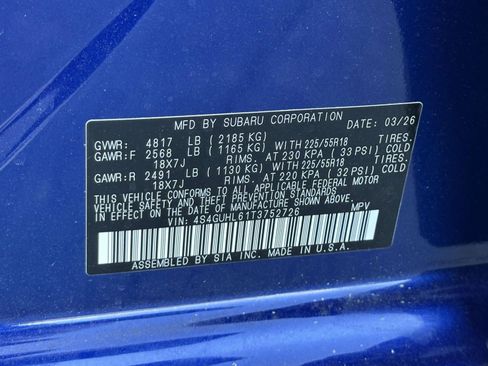 MFD BY SUBARU CORPORATION DATE: 03/26
GVWR: 4817 LB (2185 KG)
GAWR:F 2568 LB (1165 KG) WITH 225/55R18 TIRES.
18X7J RIMS. AT 230 KPA (33 PSI) COLD
GAWR:R 2491 LB (1130 KG) WITH 225/55R18 TIRES.
18X7J RIMS. AT 220 KPA (32 PSI) COLD
THIS VEHICLE CONFORMS TO ALL APPLICABLE FEDERAL MOTOR
VEHICLE SAFETY STANDARDS IN EFFECT ON THE
DATE OF MANUFACTURE SHOWN ABOVE.
VIN: 4S4GUHL61T3752726 MPV
ASSEMBLED BY SIA INC. MADE IN U.S.A.